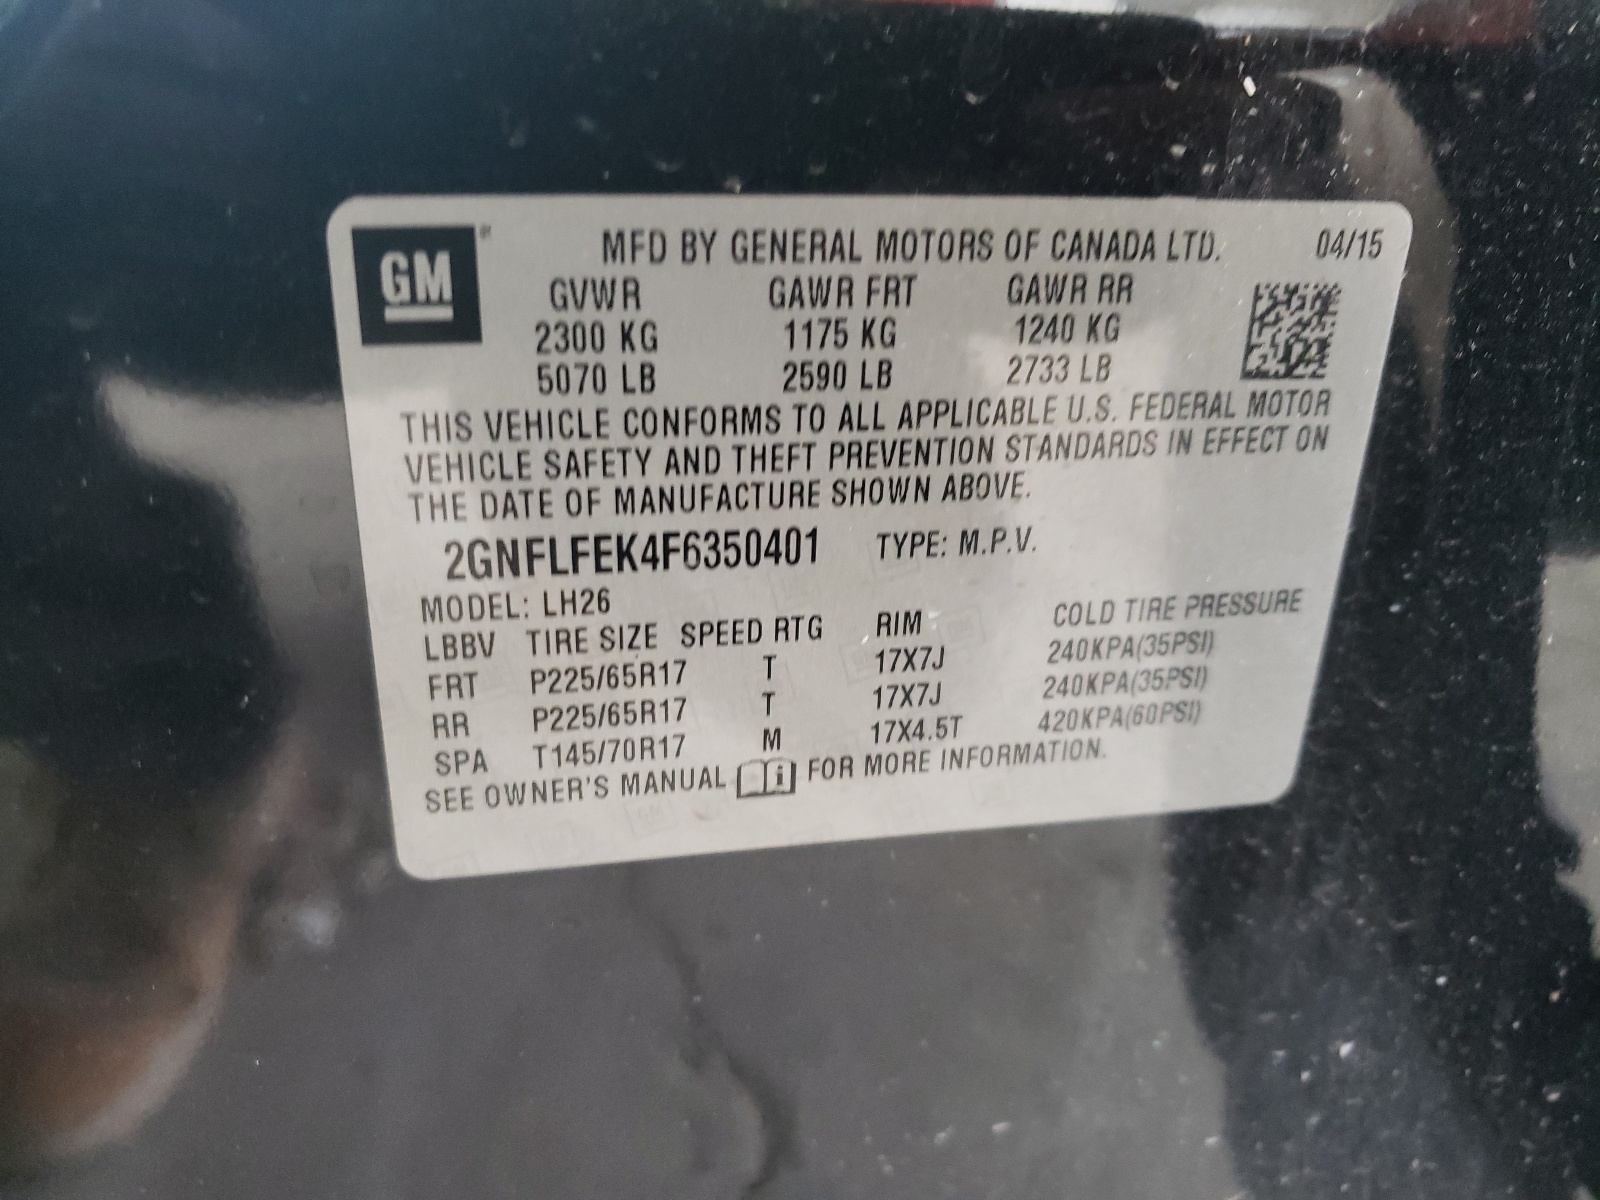 GM MFD BY GENERAL MOTORS OF CANADA LTD. 04/15
GVWR GAWR FRT GAWR RR
2300 KG 1175 KG 1240 KG
5070 LB 2590 LB 2733 LB
THIS VEHICLE CONFORMS TO ALL APPLICABLE U.S. FEDERAL MOTOR
VEHICLE SAFETY AND THEFT PREVENTION STANDARDS IN EFFECT ON
THE DATE OF MANUFACTURE SHOWN ABOVE.
2GNFLFEK4F6350401 TYPE: M.P.V.
MODEL: LH26
LBBV TIRE SIZE SPEED RTG RIM COLD TIRE PRESSURE
FRT P225/65R17 T 17X7J 240KPA(35PSI)
RR P225/65R17 T 17X7J 240KPA(35PSI)
SPA T145/70R17 M 17X4.5T 420KPA(60PSI)
SEE OWNER'S MANUAL i FOR MORE INFORMATION.